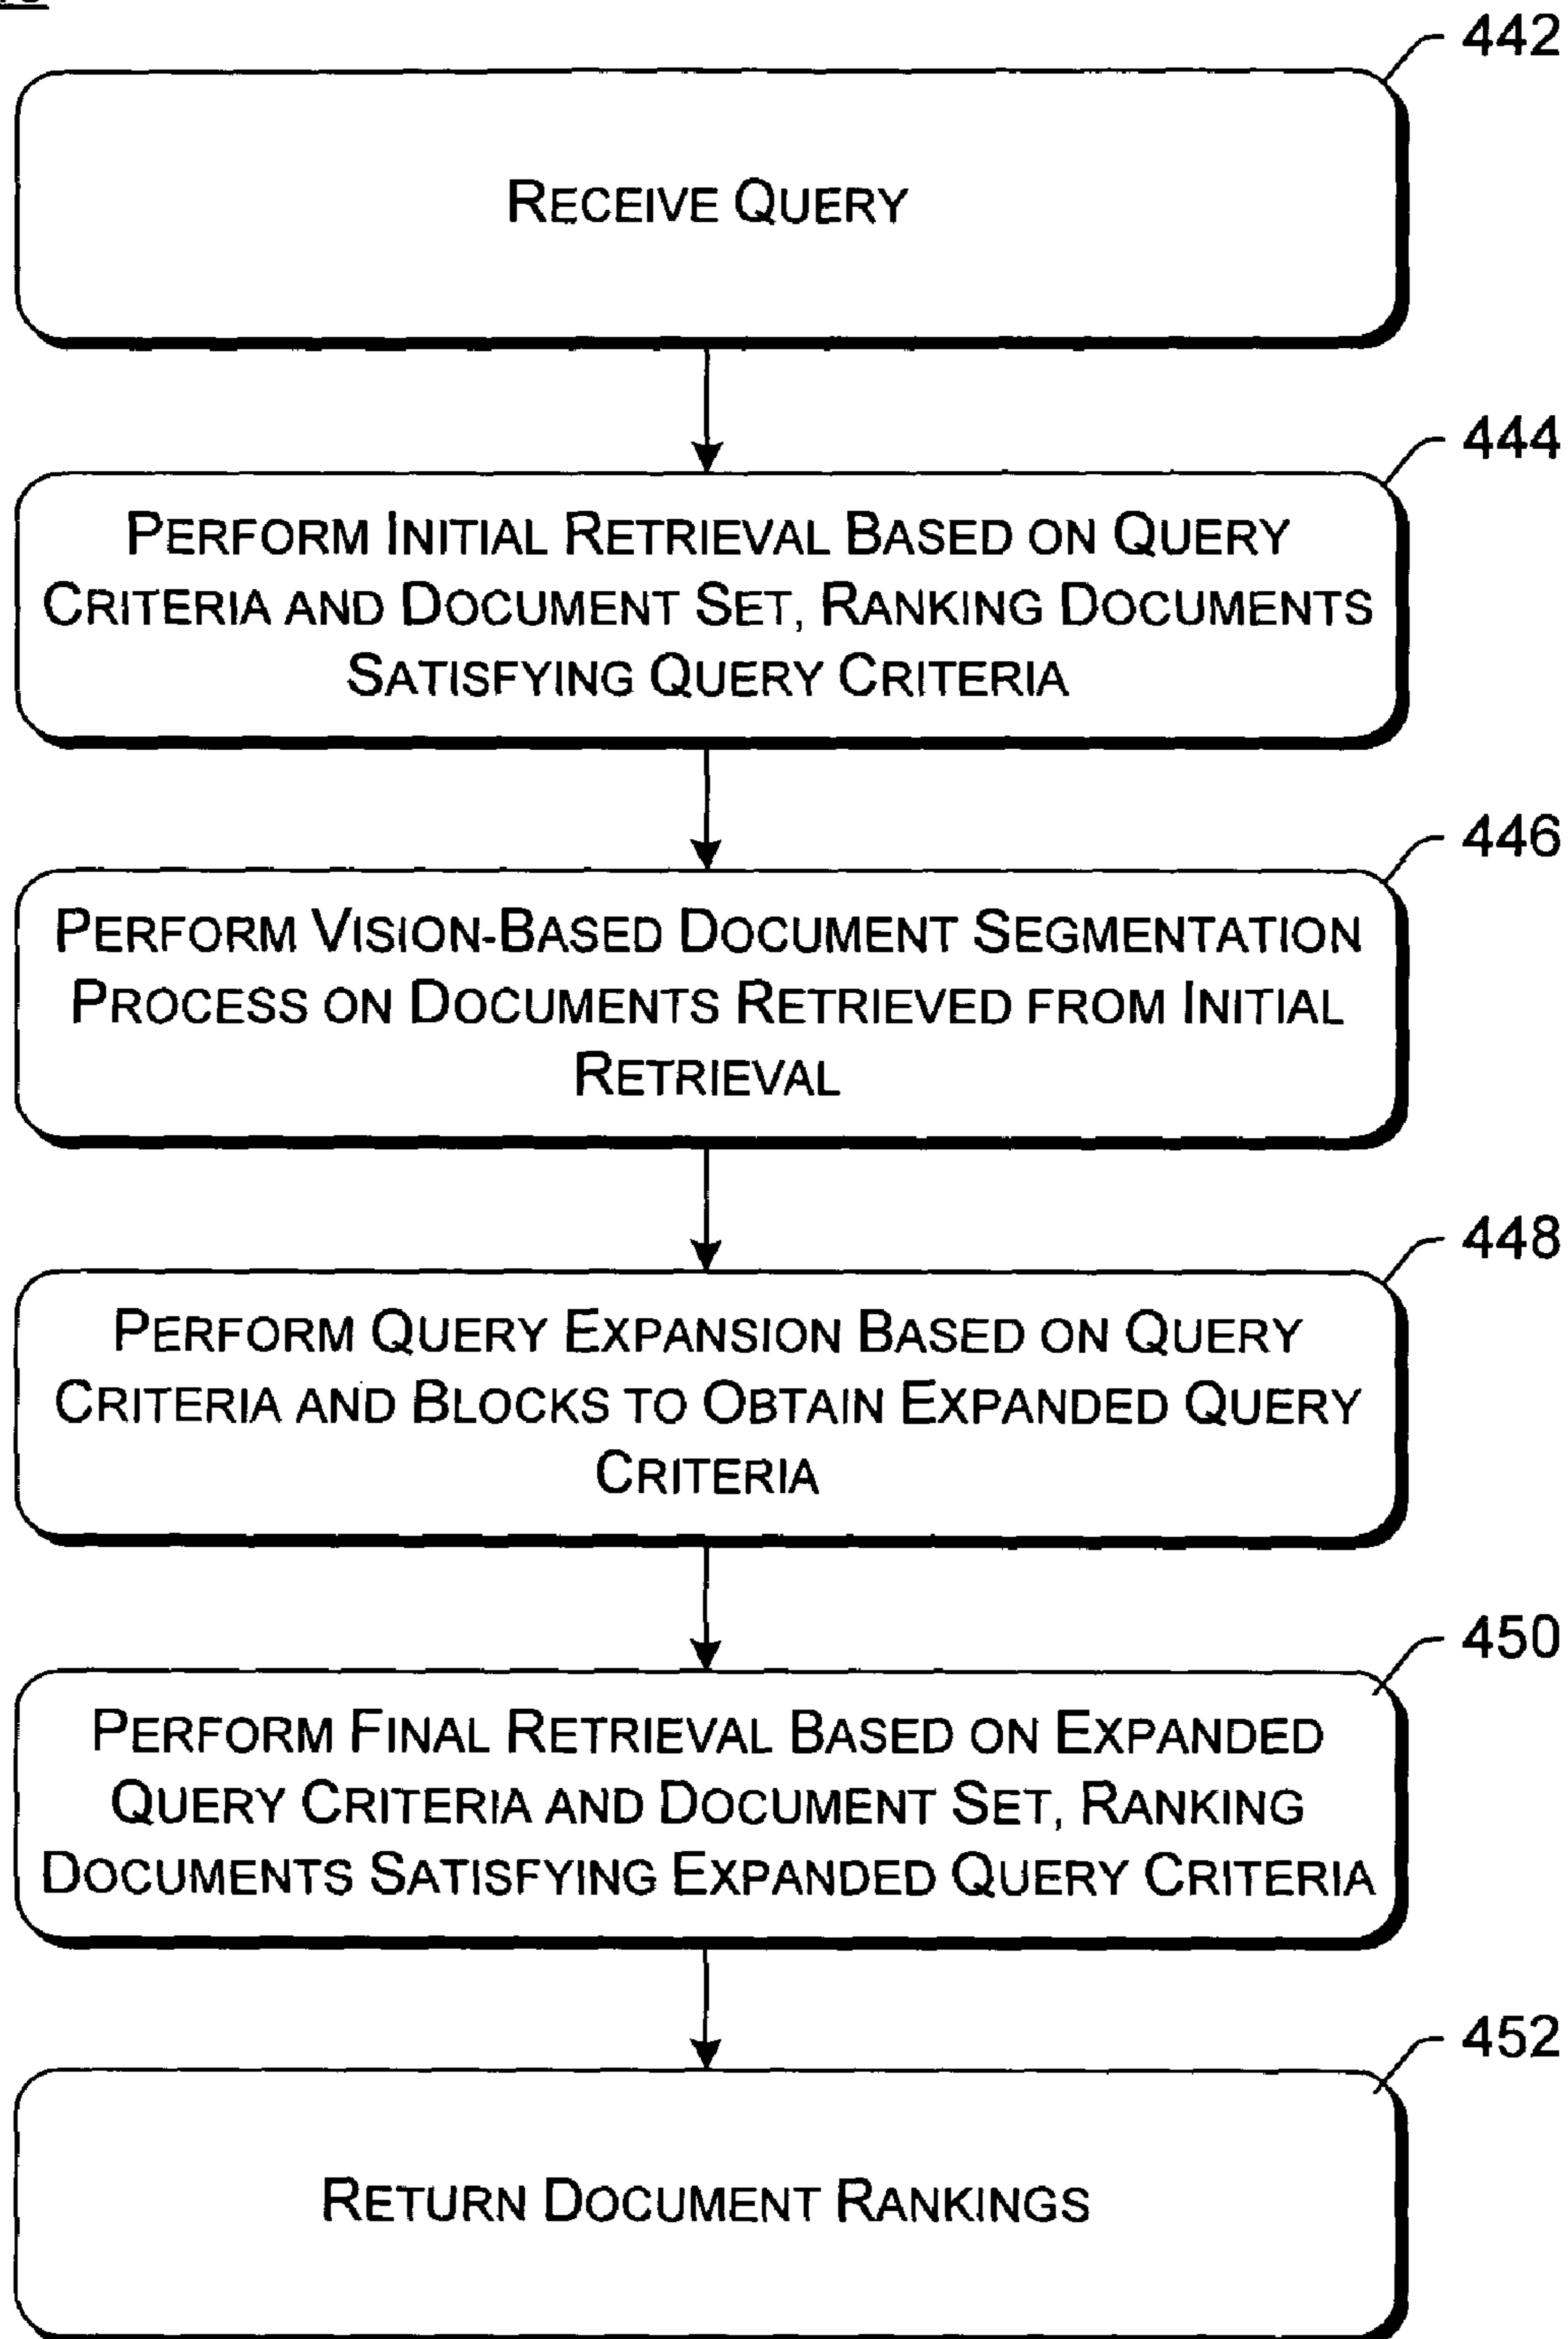 442
RECEIVE QUERY
444
PERFORM INITIAL RETRIEVAL BASED ON QUERY
CRITERIA AND DOCUMENT SET, RANKING DOCUMENTS
SATISFYING QUERY CRITERIA
446
PERFORM VISION-BASED DOCUMENT SEGMENTATION
PROCESS ON DOCUMENTS RETRIEVED FROM INITIAL
RETRIEVAL
448
PERFORM QUERY EXPANSION BASED ON QUERY
CRITERIA AND BLOCKS TO OBTAIN EXPANDED QUERY
CRITERIA
450
PERFORM FINAL RETRIEVAL BASED ON EXPANDED
QUERY CRITERIA AND DOCUMENT SET, RANKING
DOCUMENTS SATISFYING EXPANDED QUERY CRITERIA
452
RETURN DOCUMENT RANKINGS